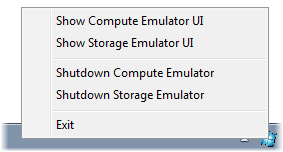 Show Compute Emulator UI
Show Storage Emulator UI
Shutdown Compute Emulator
Shutdown Storage Emulator
Exit